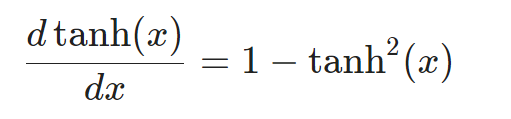 d tanh(x)/dx = 1 − tanh²(x)